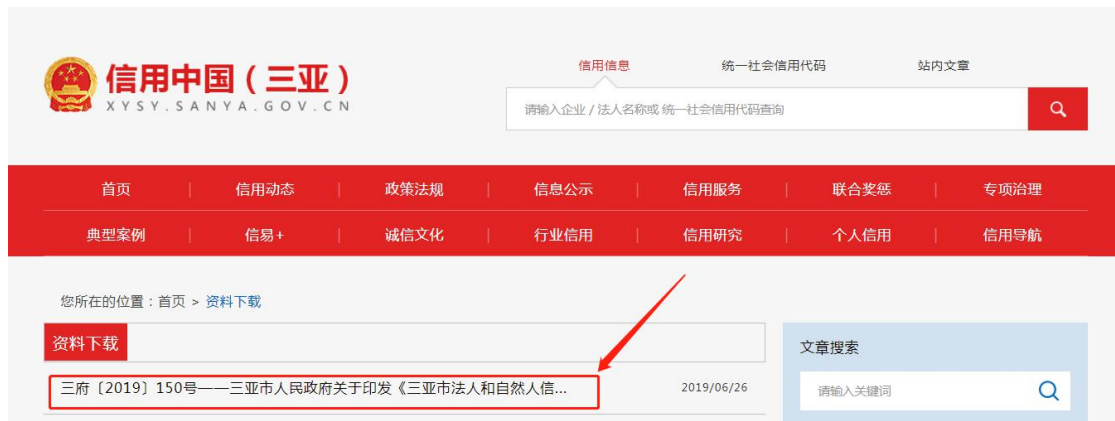 信用中国（三亚）
XYSY.SANYA.GOV.CN
信用信息 统一社会信用代码 站内文章
请输入企业 / 法人名称或 统一社会信用代码查询
首页 | 信用动态 | 政策法规 | 信息公示 | 信用服务 | 联合奖惩 | 专项治理
典型案例 | 信易+ | 诚信文化 | 行业信用 | 信用研究 | 个人信用 | 信用导航
您所在的位置：首页 > 资料下载
资料下载
三府〔2019〕150号——三亚市人民政府关于印发《三亚市法人和自然人信... 2019/06/26
文章搜索
请输入关键词